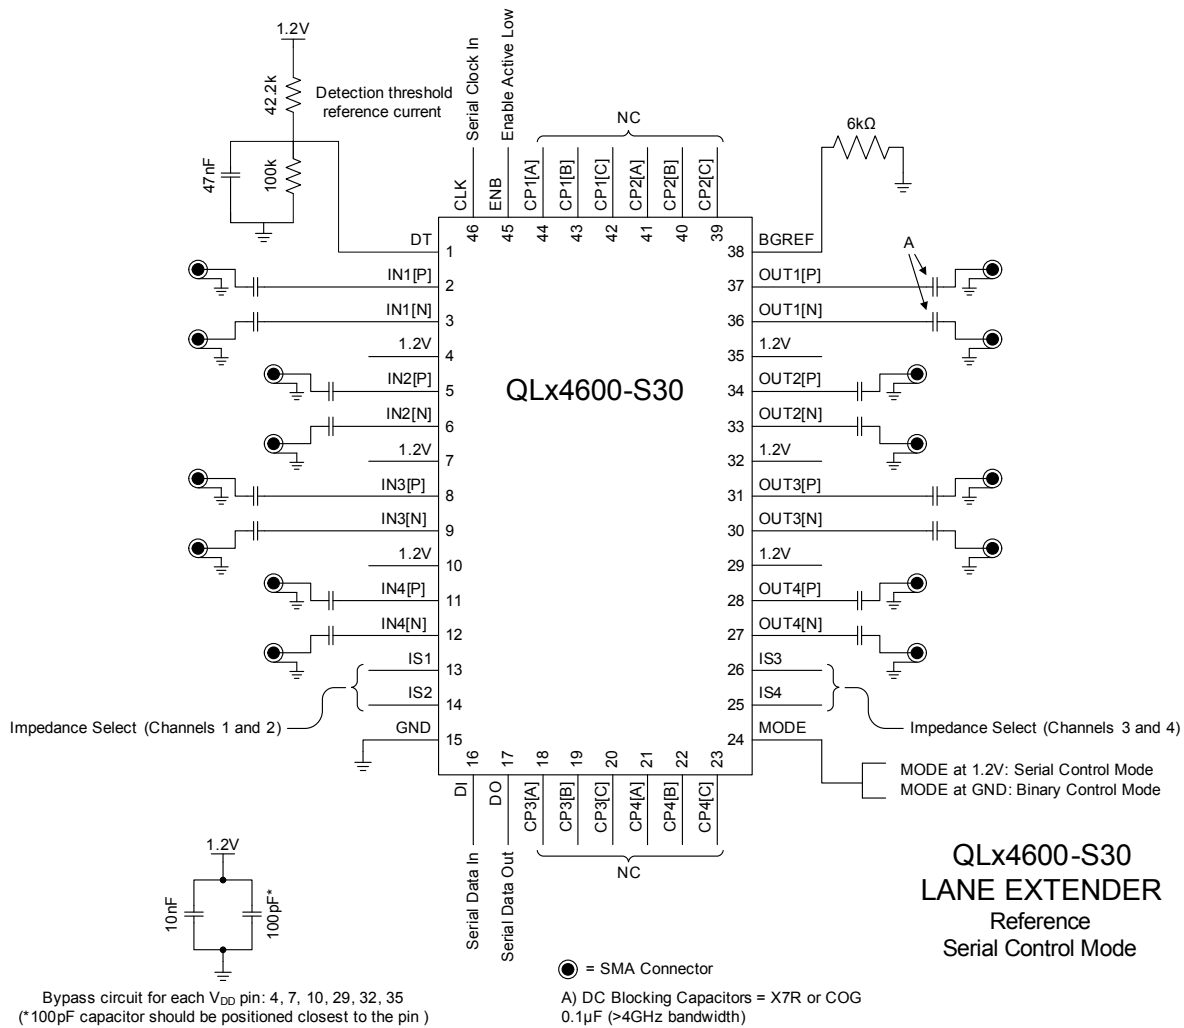 1.2V
42.2k
Detection threshold
reference current
47nF
100k
Serial Clock In
Enable Active Low
NC
6kΩ
CLK
ENB
CP1[A]
CP1[B]
CP1[C]
CP2[A]
CP2[B]
CP2[C]
46
45
44
43
42
41
40
39
DT
1
38
BGREF
A
IN1[P]
2
37
OUT1[P]
IN1[N]
3
36
OUT1[N]
1.2V
4
35
1.2V
IN2[P]
5
34
OUT2[P]
QLx4600-S30
IN2[N]
6
33
OUT2[N]
1.2V
7
32
1.2V
IN3[P]
8
31
OUT3[P]
IN3[N]
9
30
OUT3[N]
1.2V
10
29
1.2V
IN4[P]
11
28
OUT4[P]
IN4[N]
12
27
OUT4[N]
IS1
13
26
IS3
IS2
14
25
IS4
Impedance Select (Channels 1 and 2)
Impedance Select (Channels 3 and 4)
GND
15
24
MODE
16
17
18
19
20
21
22
23
DI
DO
CP3[A]
CP3[B]
CP3[C]
CP4[A]
CP4[B]
CP4[C]
MODE at 1.2V: Serial Control Mode
MODE at GND: Binary Control Mode
NC
Serial Data In
Serial Data Out
1.2V
10nF
100pF*
Bypass circuit for each VDD pin: 4, 7, 10, 29, 32, 35
(*100pF capacitor should be positioned closest to the pin )
QLx4600-S30
LANE EXTENDER
Reference
Serial Control Mode
= SMA Connector
A) DC Blocking Capacitors = X7R or COG
0.1µF (>4GHz bandwidth)